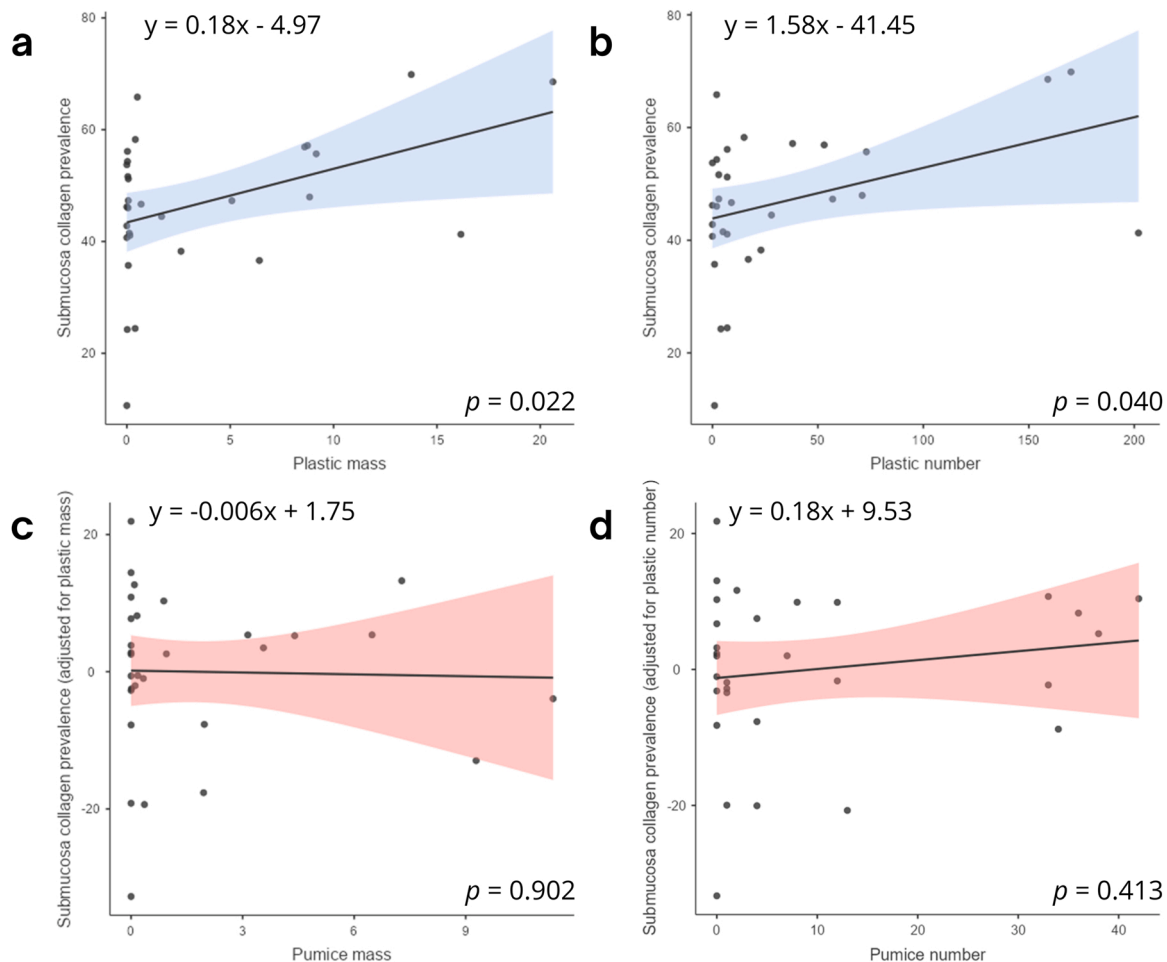 a
y = 0.18x - 4.97
80
60
40
20
Submucosa collagen prevalence
p = 0.022
0 5 10 15 20
Plastic mass
b
y = 1.58x - 41.45
80
60
40
20
Submucosa collagen prevalence
p = 0.040
0 50 100 150 200
Plastic number
c
y = -0.006x + 1.75
20
0
-20
Submucosa collagen prevalence (adjusted for plastic mass)
p = 0.902
0 3 6 9
Pumice mass
d
y = 0.18x + 9.53
20
0
-20
Submucosa collagen prevalence (adjusted for plastic number)
p = 0.413
0 10 20 30 40
Pumice number